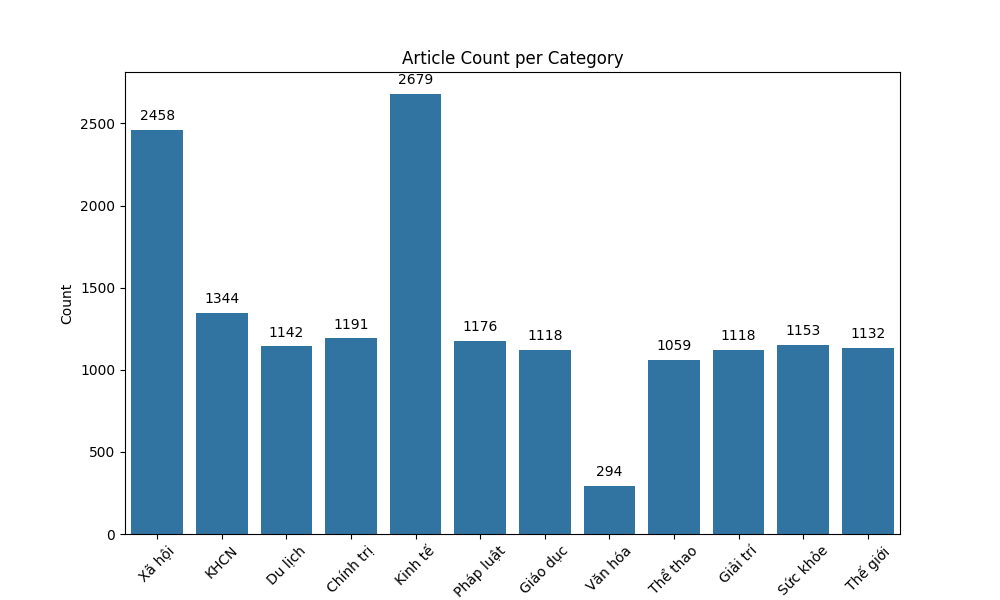 Article Count per Category
2679
2458
1344
1142
1191
1176
1118
294
1059
1118
1153
1132
Count
2500
2000
1500
1000
500
0
Xã hội
KHCN
Du lịch
Chính trị
Kinh tế
Pháp luật
Giáo dục
Văn hóa
Thể thao
Giải trí
Sức khỏe
Thế giới